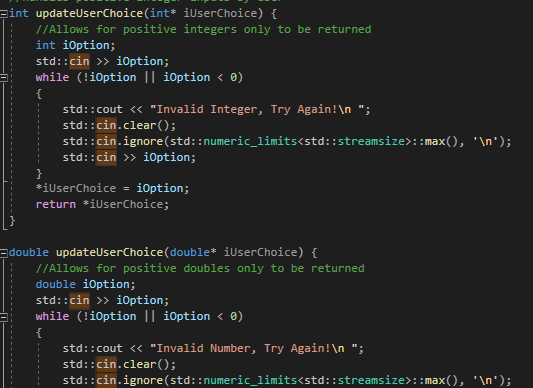 int updateUserChoice(int* iUserChoice) {
//Allows for positive integers only to be returned
int iOption;
std::cin >> iOption;
while (!iOption || iOption < 0)
{
std::cout << "Invalid Integer, Try Again!\n ";
std::cin.clear();
std::cin.ignore(std::numeric_limits<std::streamsize>::max(), '\n');
std::cin >> iOption;
}
*iUserChoice = iOption;
return *iUserChoice;
}
double updateUserChoice(double* iUserChoice) {
//Allows for positive doubles only to be returned
double iOption;
std::cin >> iOption;
while (!iOption || iOption < 0)
{
std::cout << "Invalid Number, Try Again!\n ";
std::cin.clear();
std::cin.ignore(std::numeric_limits<std::streamsize>::max(), '\n');